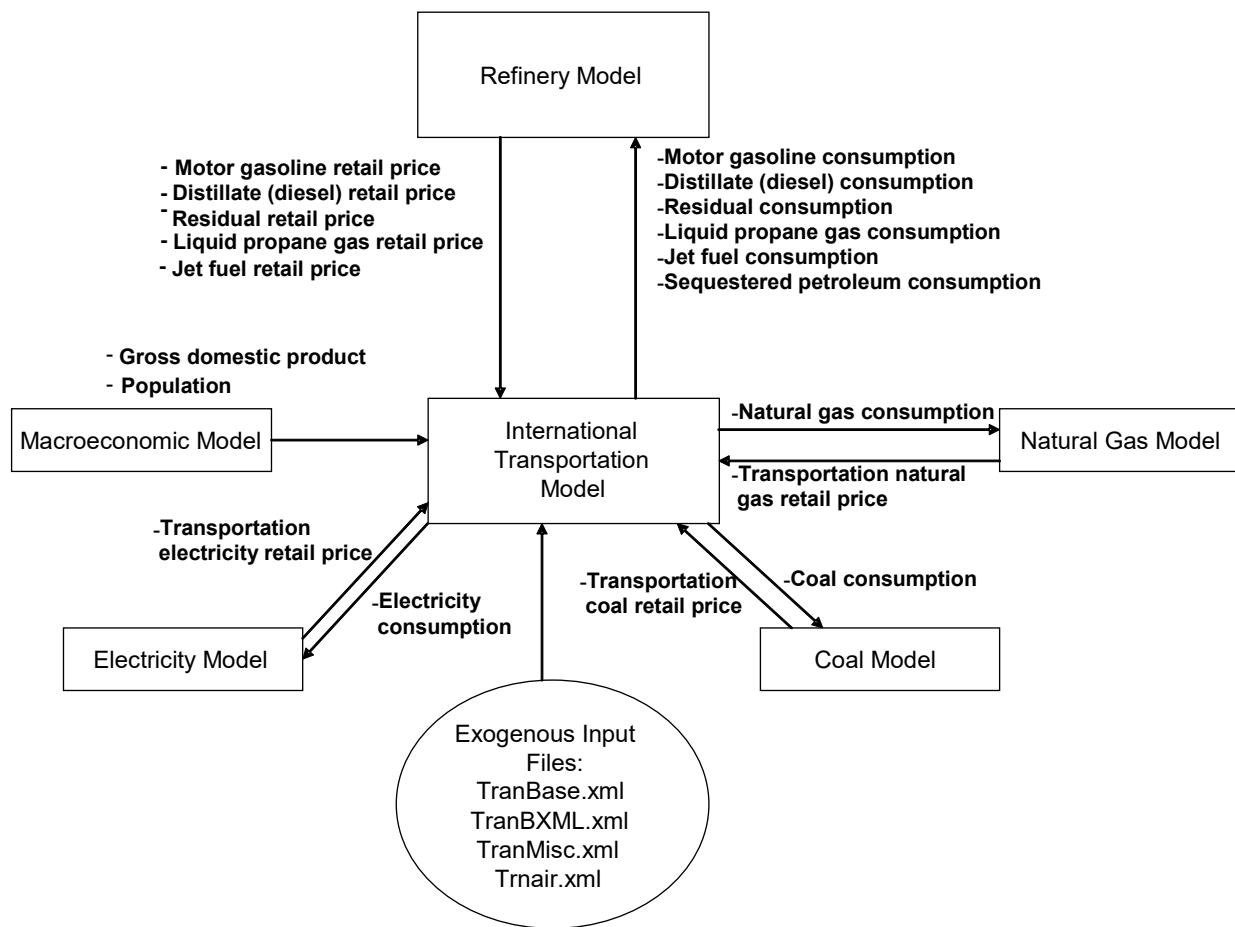 Refinery Model
- Motor gasoline retail price
- Distillate (diesel) retail price
- Residual retail price
- Liquid propane gas retail price
- Jet fuel retail price
-Motor gasoline consumption
-Distillate (diesel) consumption
-Residual consumption
-Liquid propane gas consumption
-Jet fuel consumption
-Sequestered petroleum consumption
- Gross domestic product
- Population
Macroeconomic Model
International
Transportation
Model
-Natural gas consumption
Natural Gas Model
-Transportation natural
gas retail price
-Transportation
electricity retail price
-Electricity
consumption
-Transportation
coal retail price
-Coal consumption
Electricity Model
Coal Model
Exogenous Input
Files:
TranBase.xml
TranBXML.xml
TranMisc.xml
Trnair.xml